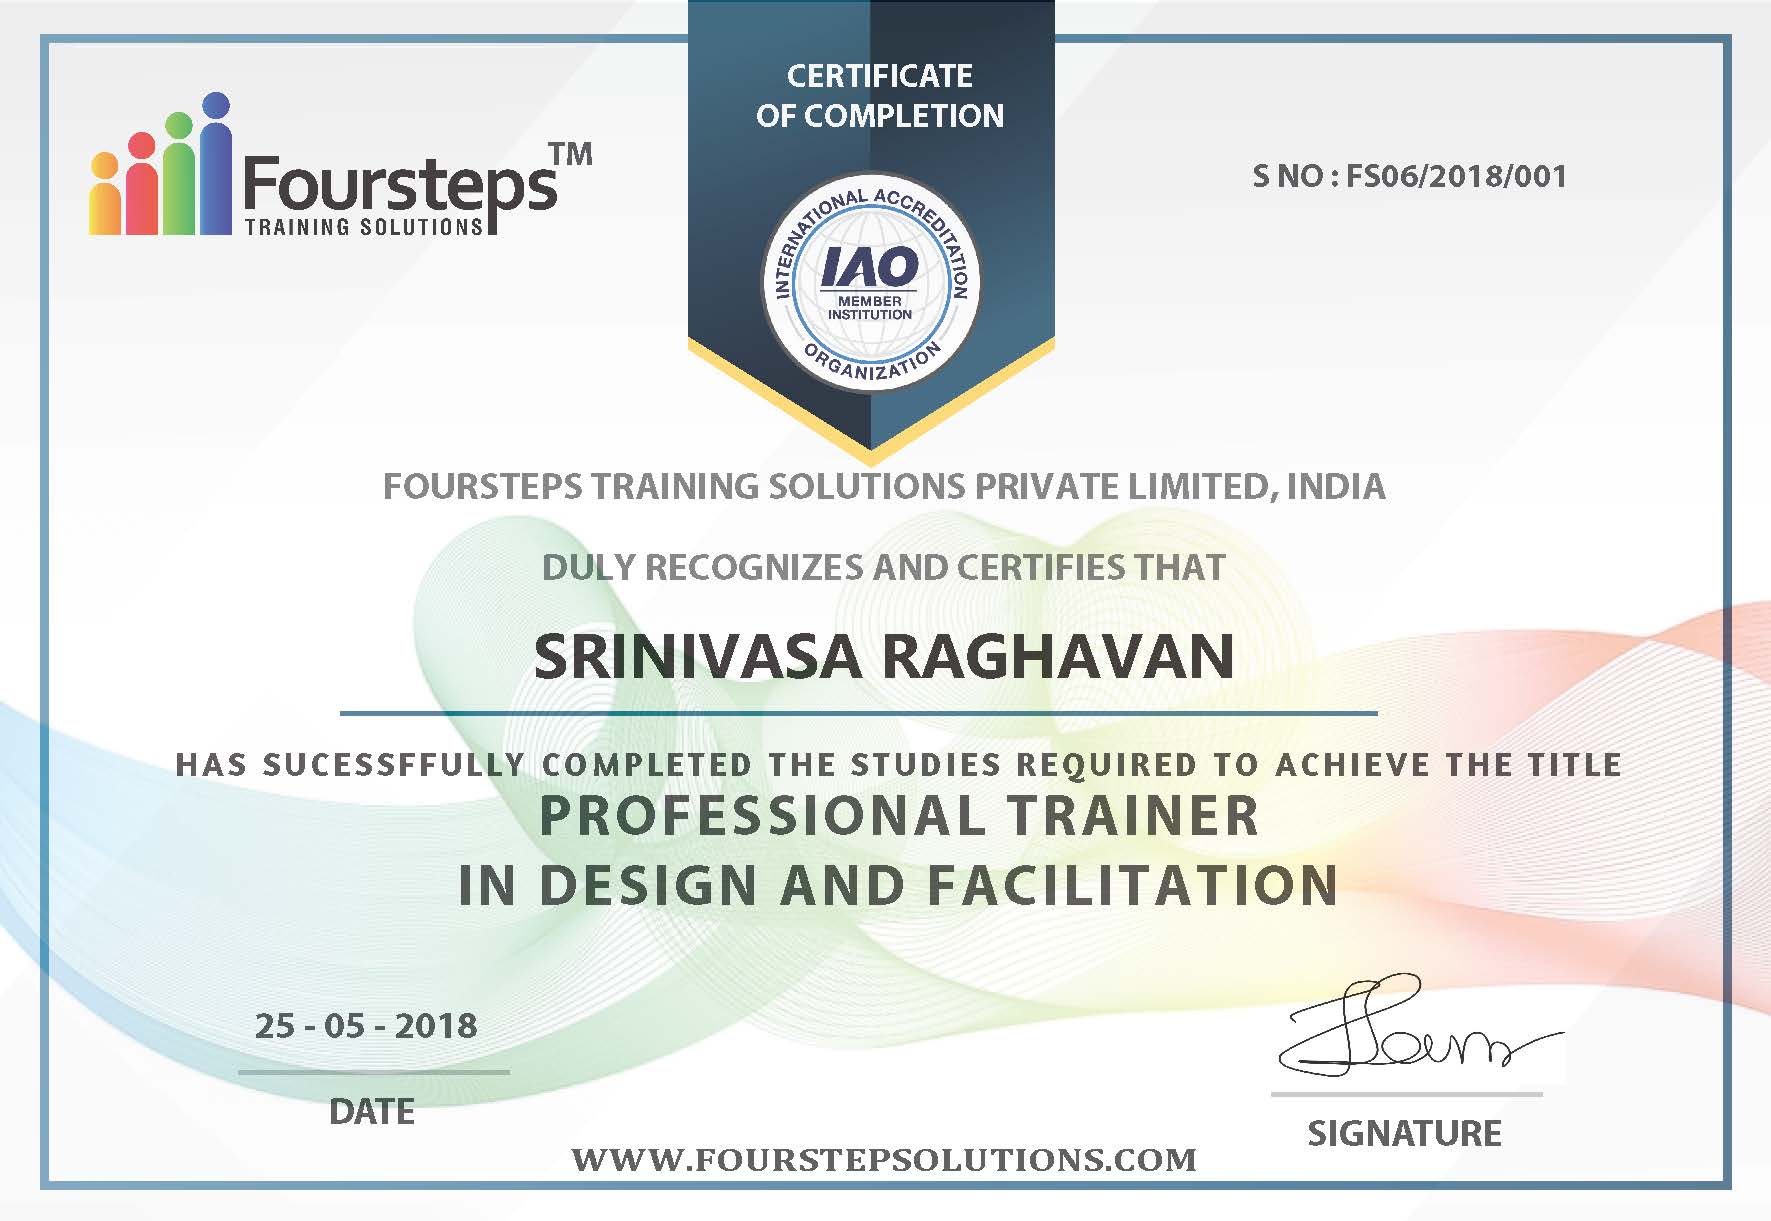 CERTIFICATE
OF COMPLETION
Foursteps™
TRAINING SOLUTIONS
S NO : FS06/2018/001
INTERNATIONAL ACCREDITATION
IAO
MEMBER
INSTITUTION
ORGANIZATION
FOURSTEPS TRAINING SOLUTIONS PRIVATE LIMITED, INDIA
DULY RECOGNIZES AND CERTIFIES THAT
SRINIVASA RAGHAVAN
HAS SUCESSFFULLY COMPLETED THE STUDIES REQUIRED TO ACHIEVE THE TITLE
PROFESSIONAL TRAINER
IN DESIGN AND FACILITATION
25 - 05 - 2018
DATE
SIGNATURE
WWW.FOURSTEPSOLUTIONS.COM